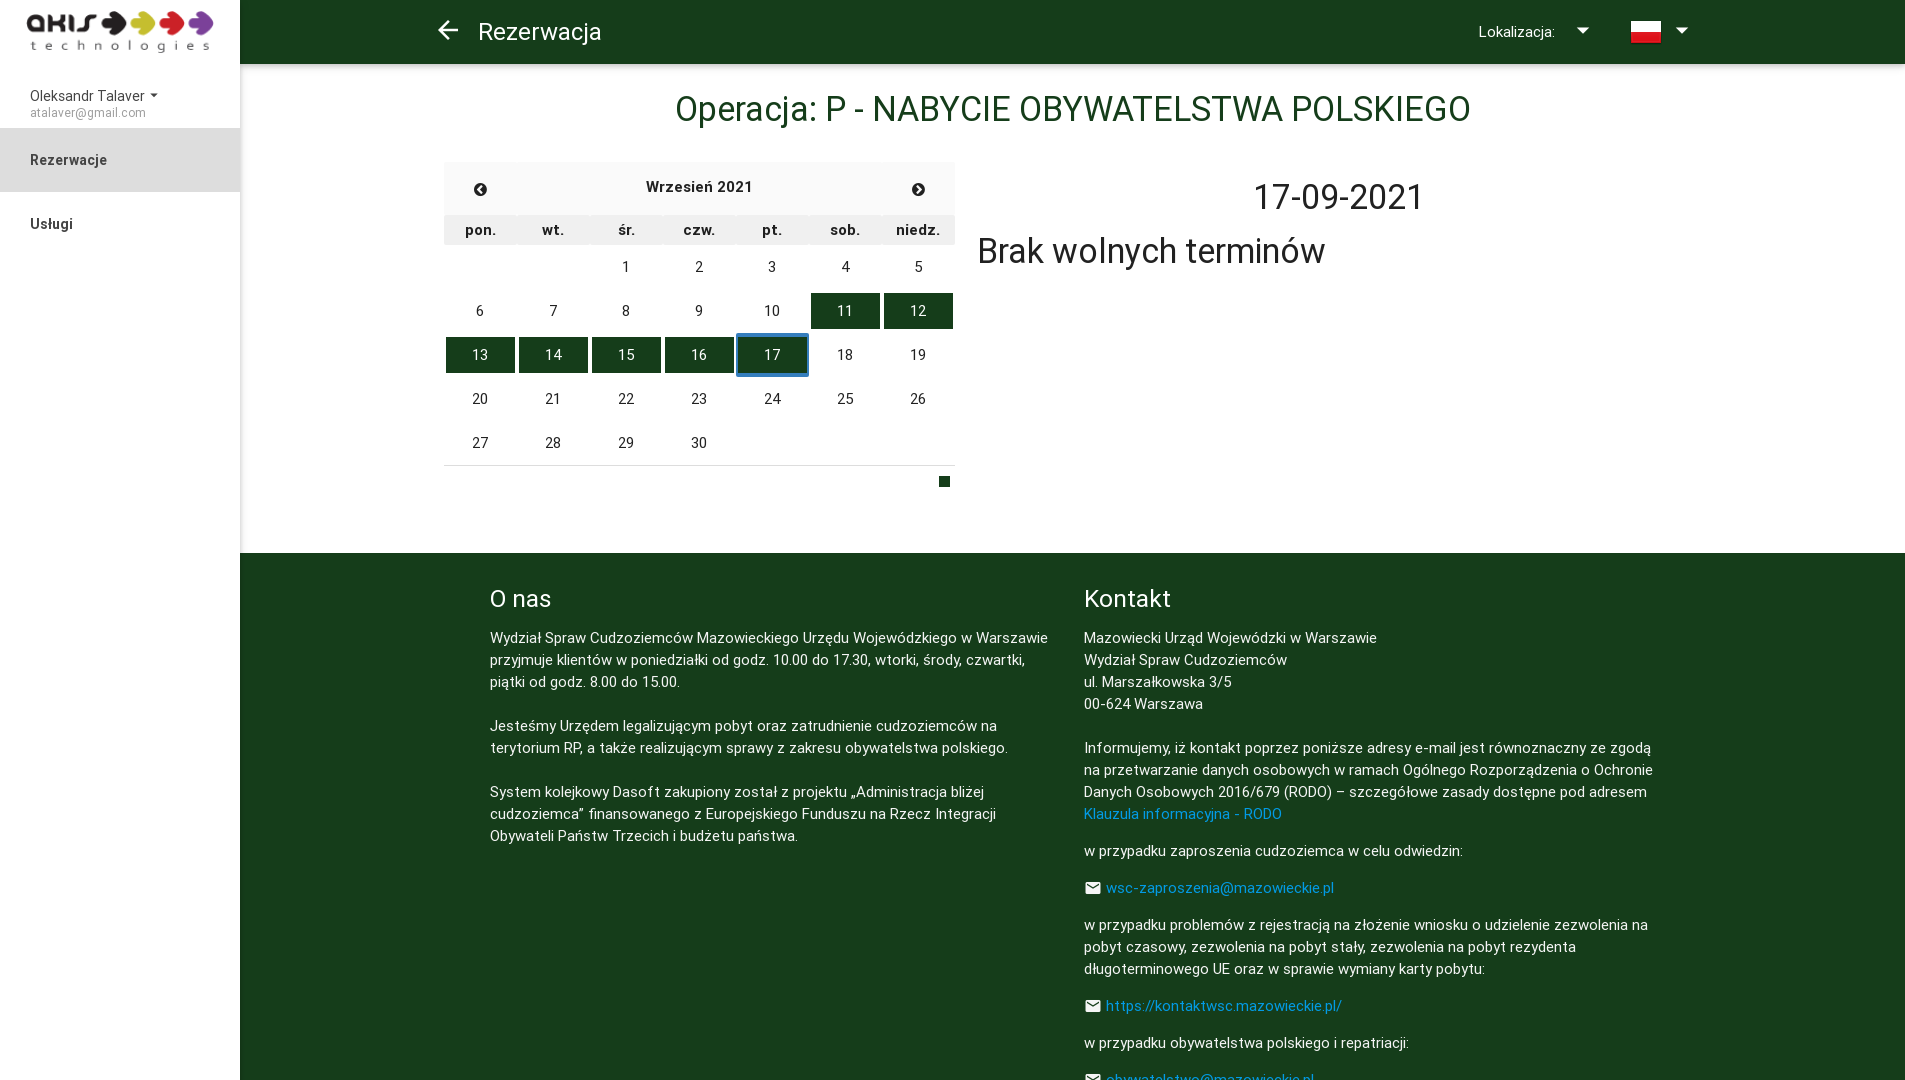 akis
technologies
Oleksandr Talaver
atalaver@gmail.com
Rezerwacje
Usługi
Rezerwacja
Lokalizacja:
Operacja: P - NABYCIE OBYWATELSTWA POLSKIEGO
Wrzesień 2021
pon. wt. śr. czw. pt. sob. niedz.
1 2 3 4 5
6 7 8 9 10 11 12
13 14 15 16 17 18 19
20 21 22 23 24 25 26
27 28 29 30
17-09-2021
Brak wolnych terminów
O nas
Wydział Spraw Cudzoziemców Mazowieckiego Urzędu Wojewódzkiego w Warszawie
przyjmuje klientów w poniedziałki od godz. 10.00 do 17.30, wtorki, środy, czwartki,
piątki od godz. 8.00 do 15.00.
Jesteśmy Urzędem legalizującym pobyt oraz zatrudnienie cudzoziemców na
terytorium RP, a także realizującym sprawy z zakresu obywatelstwa polskiego.
System kolejkowy Dasoft zakupiony został z projektu „Administracja bliżej
cudzoziemca” finansowanego z Europejskiego Funduszu na Rzecz Integracji
Obywateli Państw Trzecich i budżetu państwa.
Kontakt
Mazowiecki Urząd Wojewódzki w Warszawie
Wydział Spraw Cudzoziemców
ul. Marszałkowska 3/5
00-624 Warszawa
Informujemy, iż kontakt poprzez poniższe adresy e-mail jest równoznaczny ze zgodą
na przetwarzanie danych osobowych w ramach Ogólnego Rozporządzenia o Ochronie
Danych Osobowych 2016/679 (RODO) – szczegółowe zasady dostępne pod adresem
Klauzula informacyjna - RODO
w przypadku zaproszenia cudzoziemca w celu odwiedzin:
wsc-zaproszenia@mazowieckie.pl
w przypadku problemów z rejestracją na złożenie wniosku o udzielenie zezwolenia na
pobyt czasowy, zezwolenia na pobyt stały, zezwolenia na pobyt rezydenta
długoterminowego UE oraz w sprawie wymiany karty pobytu:
https://kontaktwsc.mazowieckie.pl/
w przypadku obywatelstwa polskiego i repatriacji:
obywatelstwo@mazowieckie.pl